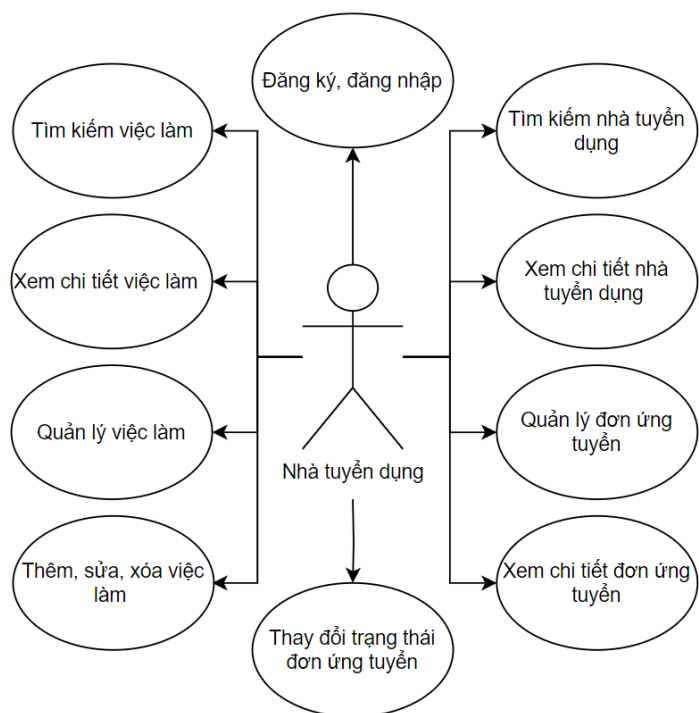 Đăng ký, đăng nhập
Tìm kiếm việc làm
Tìm kiếm nhà tuyển
dụng
Xem chi tiết việc làm
Xem chi tiết nhà
tuyển dụng
Quản lý việc làm
Quản lý đơn ứng
tuyển
Nhà tuyển dụng
Thêm, sửa, xóa việc
làm
Xem chi tiết đơn ứng
tuyển
Thay đổi trạng thái
đơn ứng tuyển